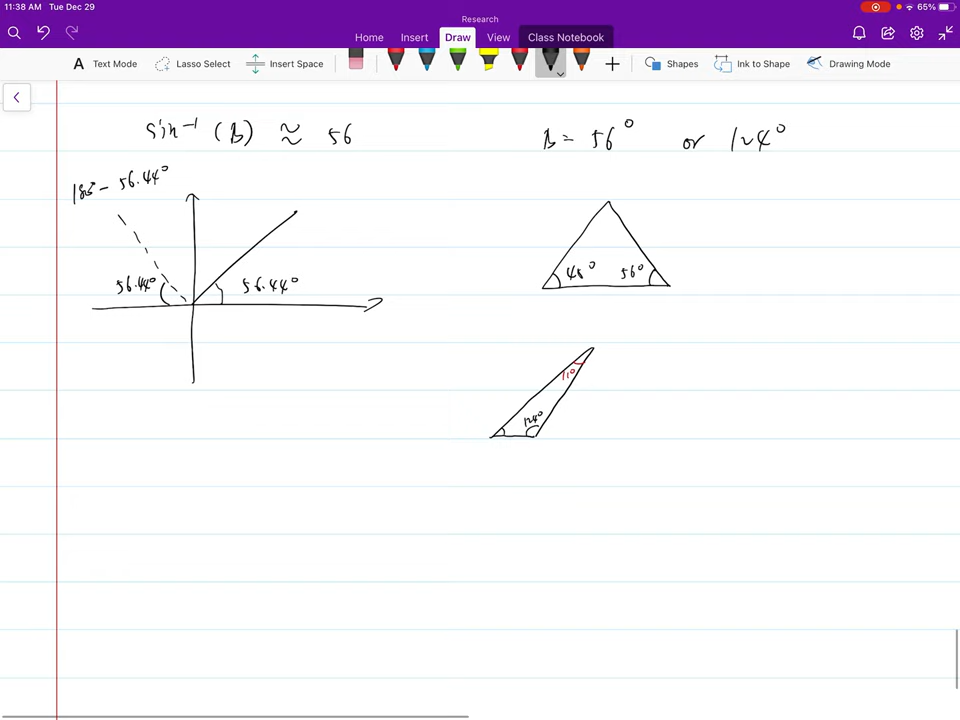 11:38 AM Tue Dec 29
65%
Research
Home Insert Draw View Class Notebook
A Text Mode Lasso Select Insert Space Shapes Ink to Shape Drawing Mode
sin⁻¹ (B) ≈ 56
B = 56° or 124°
180 - 56.44°
56.44° 56.44°
56°
11°
124°